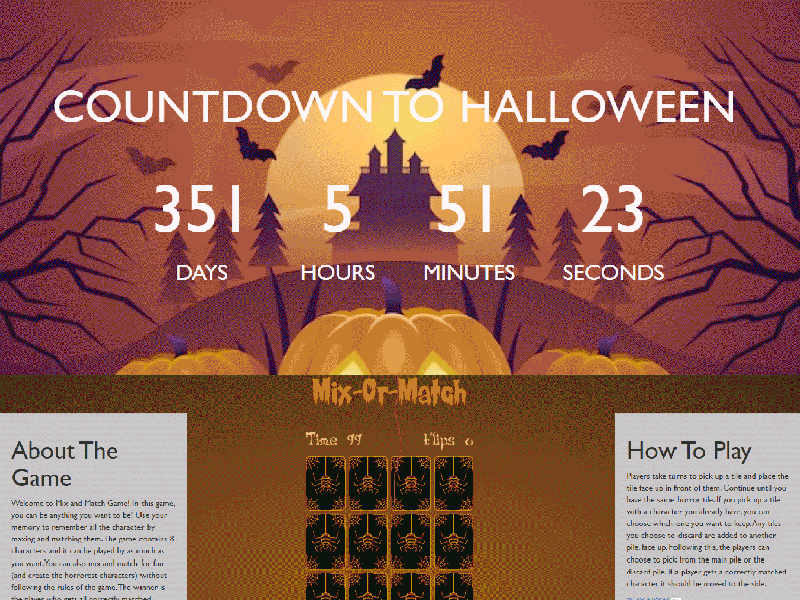 COUNTDOWN TO HALLOWEEN
351 5 51 23
DAYS HOURS MINUTES SECONDS
Mix-Or-Match
Time 99 Flips 0
About The
Game
Welcome to Mix and Match Game! In this game,
you can be anything you want to be! Use your
memory to remember all the character by
maxing and matching them. The game contains 8
characters and it can be played by as much as
you want. You can also mix and match for fun
(and create the horrorest characters) without
following the rules of the game. The winner is
the player who gets all correctly matched
How To Play
Players take turns to pick up a tile and place the
tile face up in front of them. Continue until you
have the same horror tile. If you pick up a tile
with a character you already have, you can
choose which one you want to keep. Any tiles
you choose to discard are added to another
pile, face up. Following this, the players can
choose to pick from the main pile or the
discard pile. If a player gets a correctly matched
character it should be moved to the side.